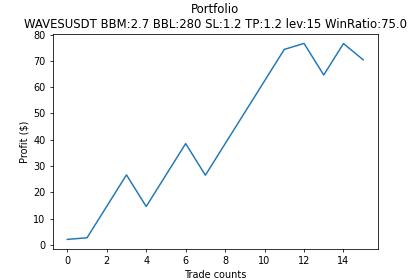 Portfolio
WAVESUSDT BBM:2.7 BBL:280 SL:1.2 TP:1.2 lev:15 WinRatio:75.0
80
70
60
50
40
30
20
10
0
Profit ($)
0 2 4 6 8 10 12 14
Trade counts